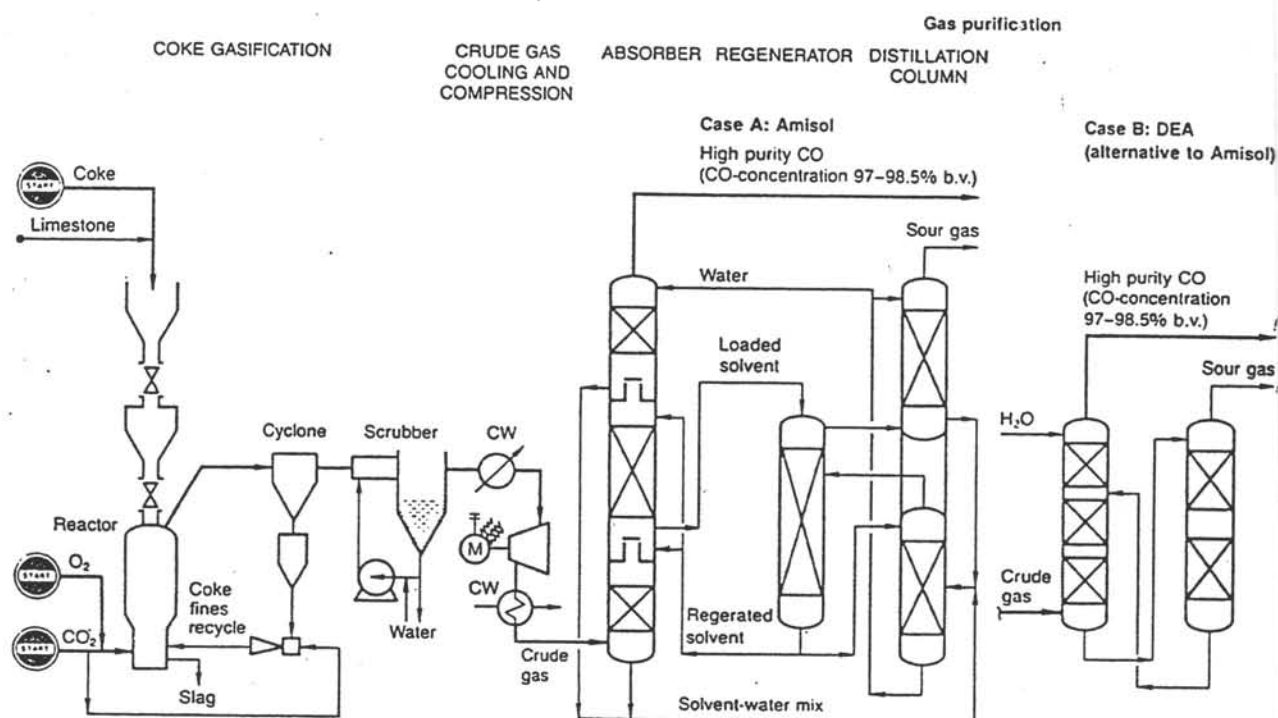 Gas purification
COKE GASIFICATION
CRUDE GAS
COOLING AND
COMPRESSION
ABSORBER
REGENERATOR
DISTILLATION
COLUMN
Case A: Amisol
High purity CO
(CO-concentration 97–98.5% b.v.)
Case B: DEA
(alternative to Amisol)
START
Coke
Limestone
Sour gas
Water
High purity CO
(CO-concentration
97–98.5% b.v.)
Loaded
solvent
Sour gas
Cyclone
Scrubber
CW
H₂O
Reactor
M
START
O₂
Coke
fines
recycle
CW
Crude
gas
START
CO₂
Water
Regerated
solvent
Crude
gas
Slag
Solvent-water mix